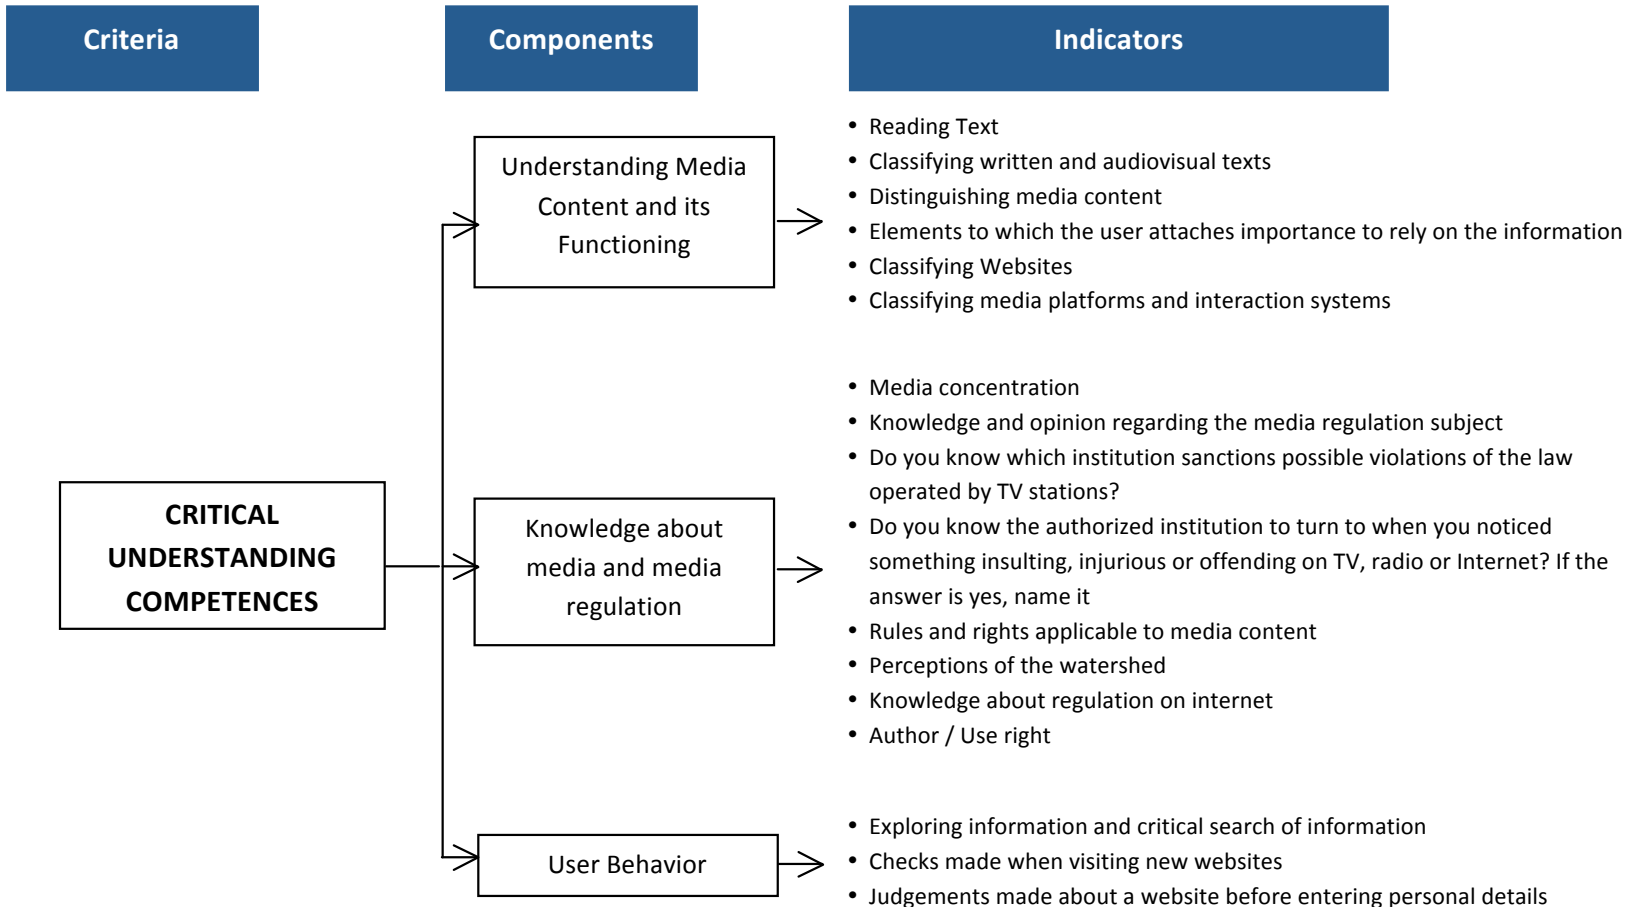 Criteria
Components
Indicators
Understanding Media
Content and its
Functioning
• Reading Text
• Classifying written and audiovisual texts
• Distinguishing media content
• Elements to which the user attaches importance to rely on the information
• Classifying Websites
• Classifying media platforms and interaction systems
CRITICAL
UNDERSTANDING
COMPETENCES
Knowledge about
media and media
regulation
• Media concentration
• Knowledge and opinion regarding the media regulation subject
• Do you know which institution sanctions possible violations of the law
operated by TV stations?
• Do you know the authorized institution to turn to when you noticed
something insulting, injurious or offending on TV, radio or Internet? If the
answer is yes, name it
• Rules and rights applicable to media content
• Perceptions of the watershed
• Knowledge about regulation on internet
• Author / Use right
User Behavior
• Exploring information and critical search of information
• Checks made when visiting new websites
• Judgements made about a website before entering personal details